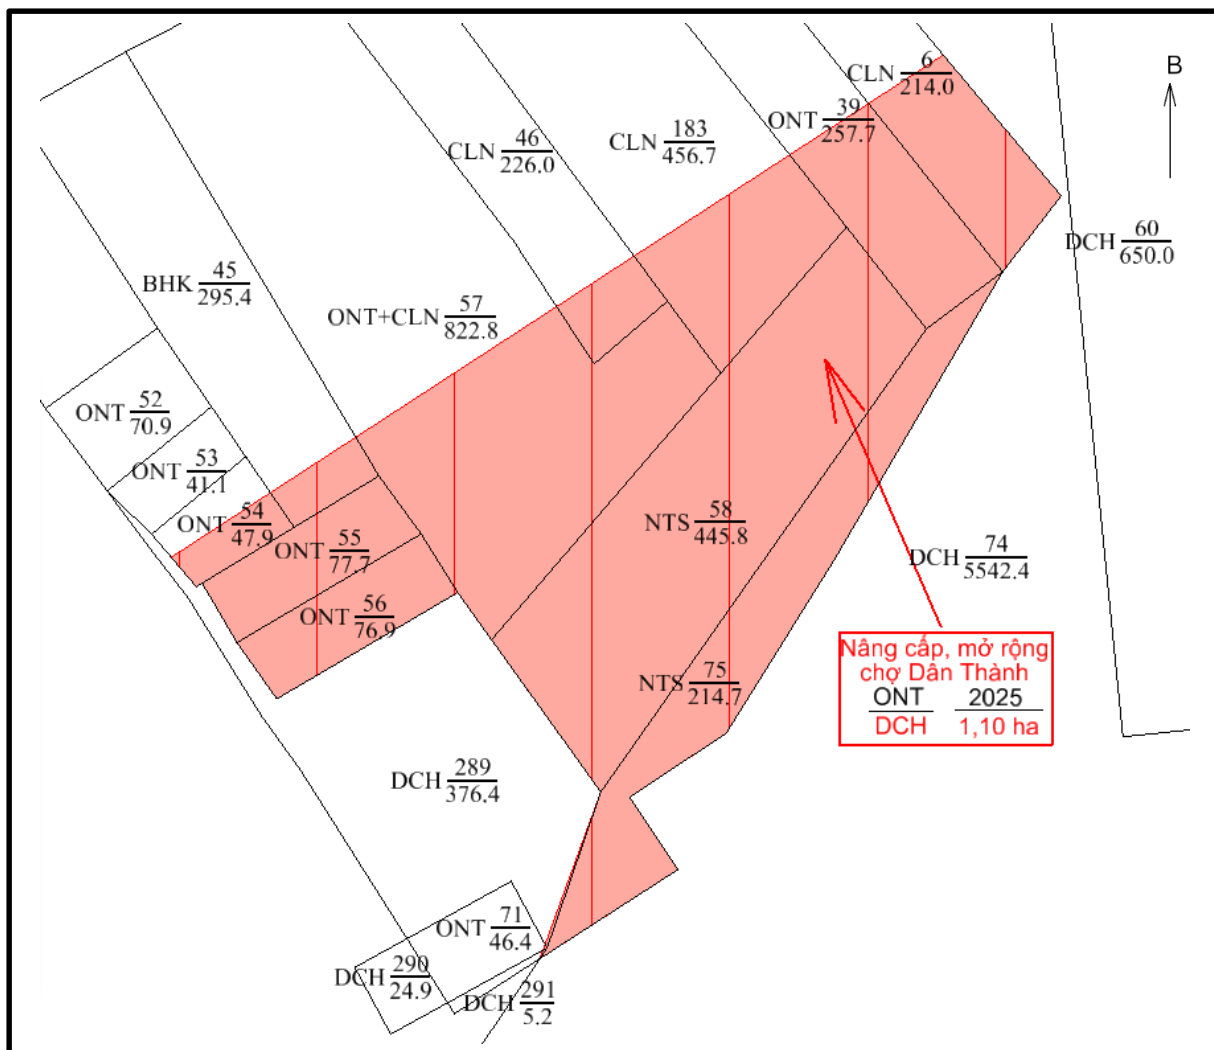 CLN 6
214.0
B
ONT 39
257.7
CLN 46
226.0
CLN 183
456.7
DCH 60
650.0
BHK 45
295.4
ONT+CLN 57
822.8
ONT 52
70.9
ONT 53
41.1
ONT 54
47.9
ONT 55
77.7
NTS 58
445.8
DCH 74
5542.4
ONT 56
76.9
Nâng cấp, mở rộng
chợ Dân Thành
ONT 2025
DCH 1,10 ha
NTS 75
214.7
DCH 289
376.4
ONT 71
46.4
DCH 290
24.9
DCH 291
5.2